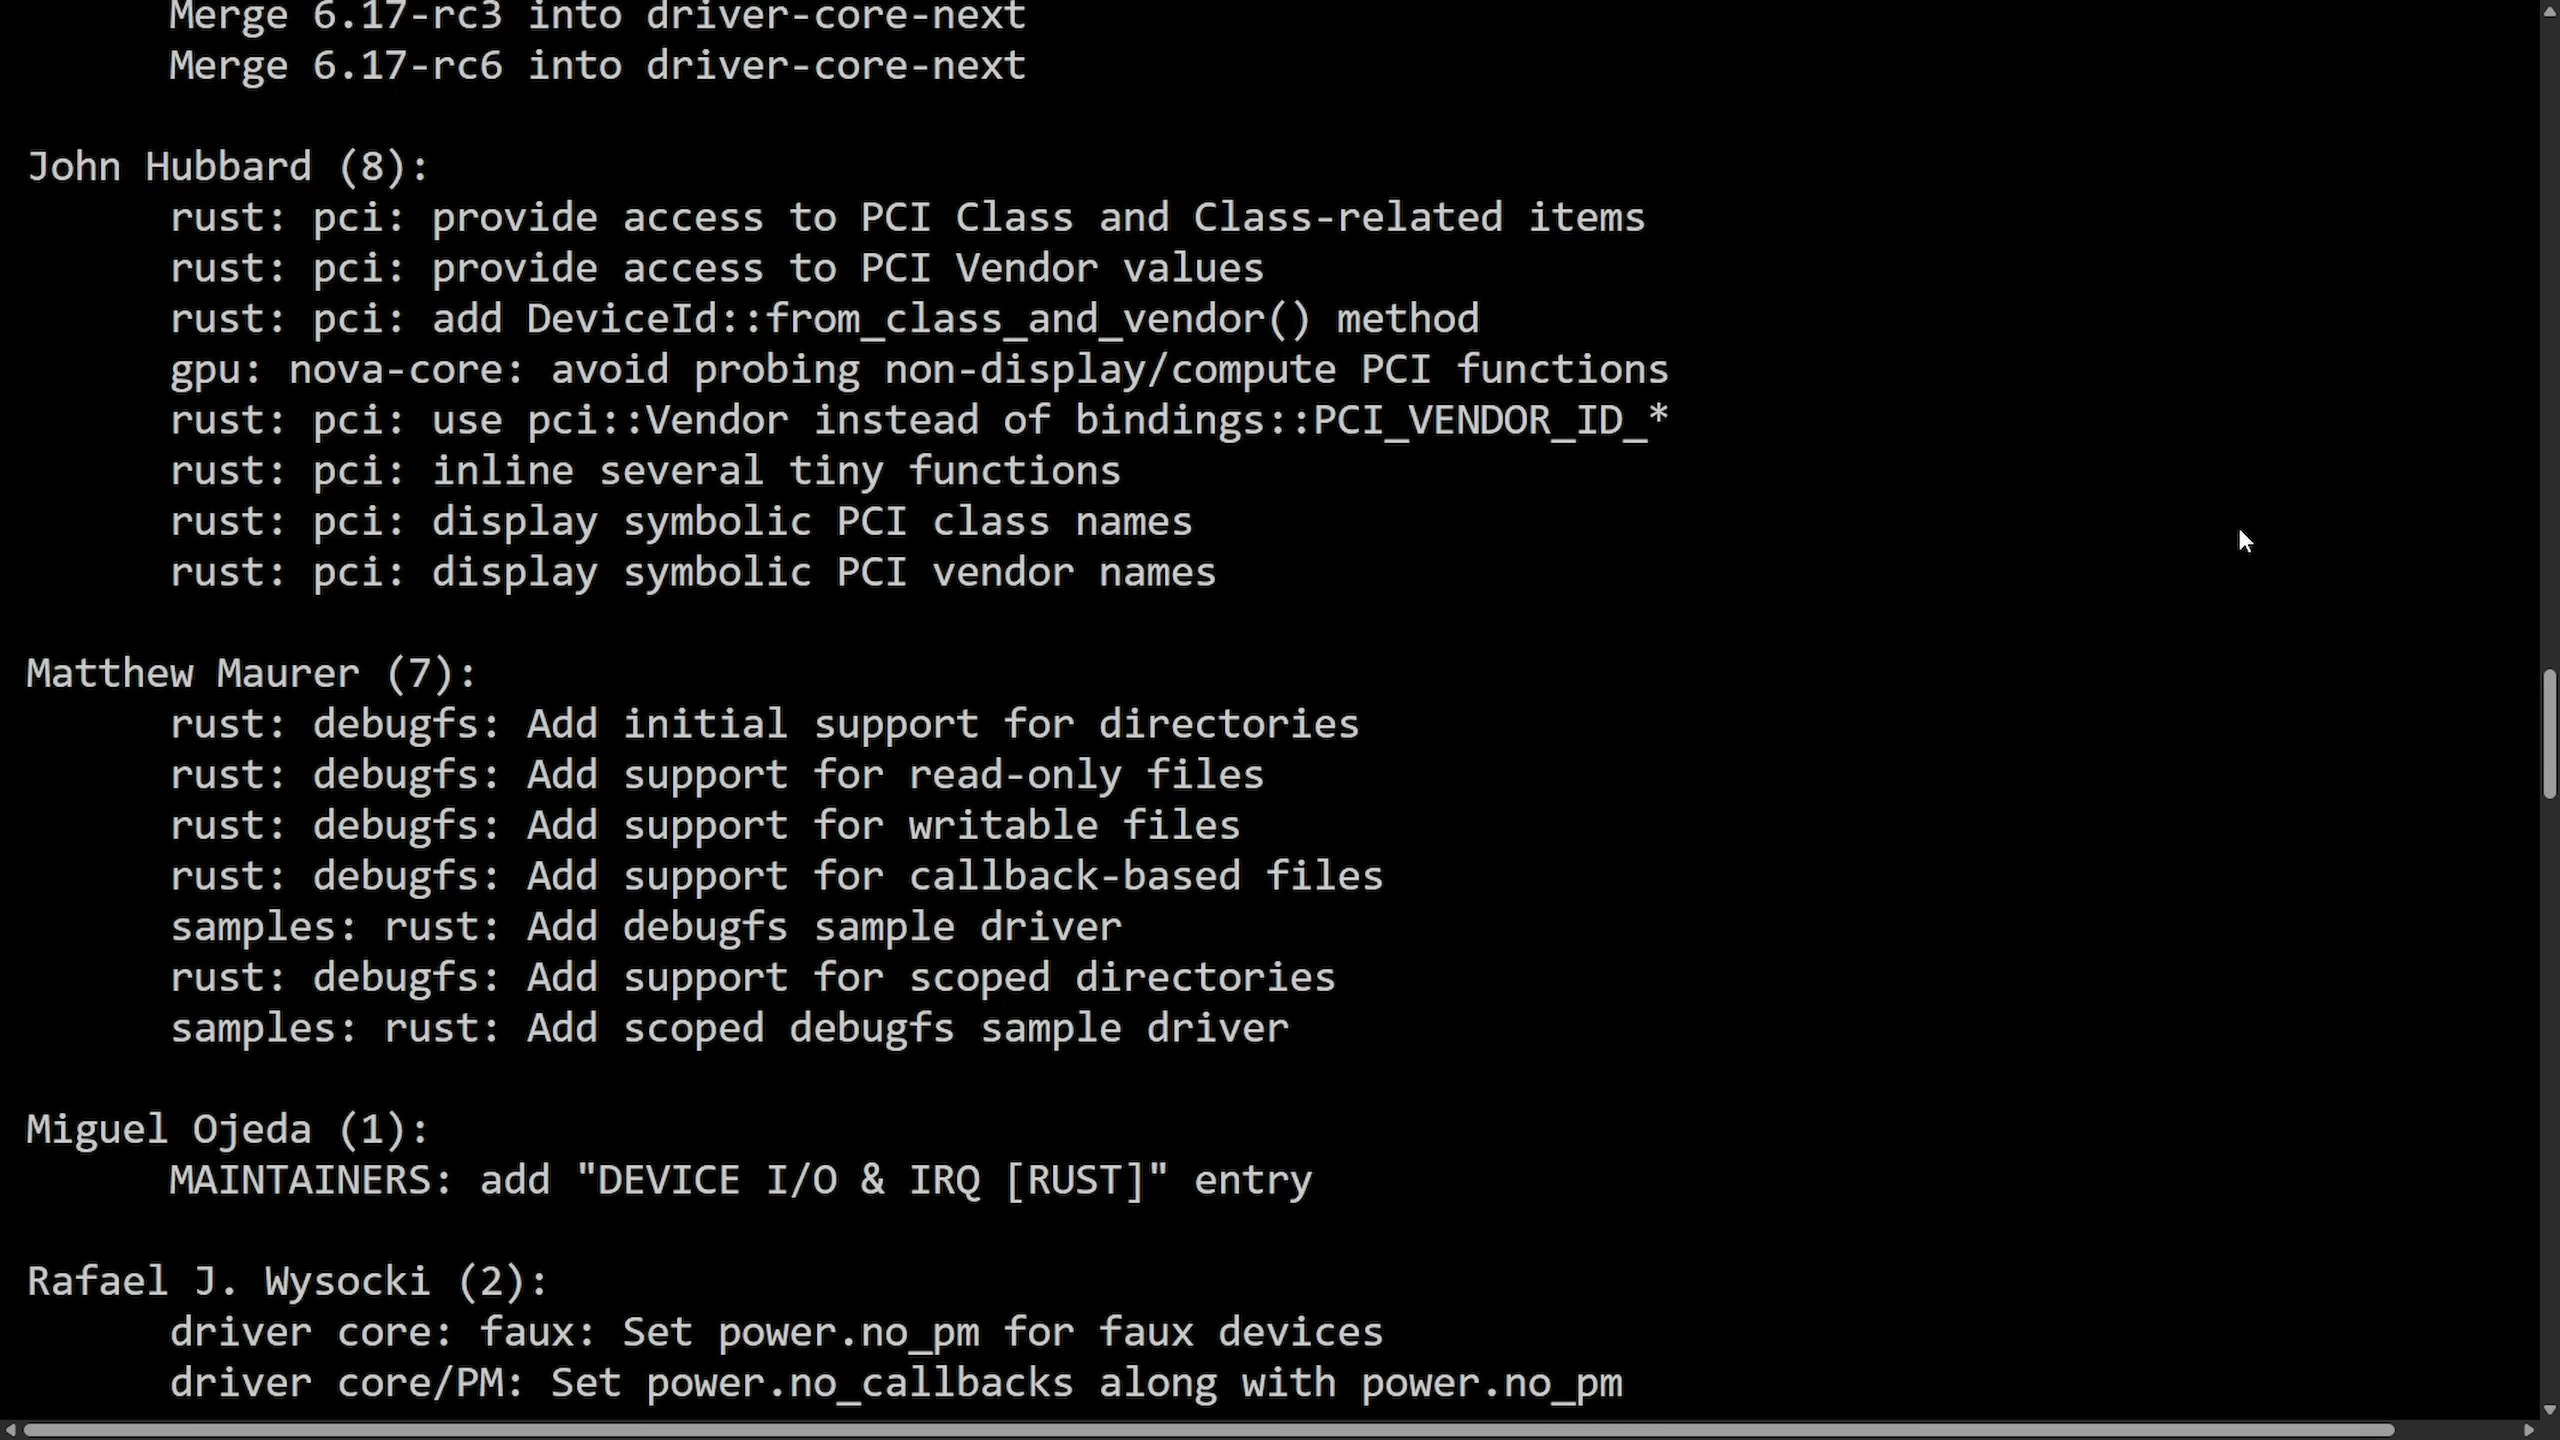 Merge 6.17-rc3 into driver-core-next
Merge 6.17-rc6 into driver-core-next
John Hubbard (8):
rust: pci: provide access to PCI Class and Class-related items
rust: pci: provide access to PCI Vendor values
rust: pci: add DeviceId::from_class_and_vendor() method
gpu: nova-core: avoid probing non-display/compute PCI functions
rust: pci: use pci::Vendor instead of bindings::PCI_VENDOR_ID_*
rust: pci: inline several tiny functions
rust: pci: display symbolic PCI class names
rust: pci: display symbolic PCI vendor names
Matthew Maurer (7):
rust: debugfs: Add initial support for directories
rust: debugfs: Add support for read-only files
rust: debugfs: Add support for writable files
rust: debugfs: Add support for callback-based files
samples: rust: Add debugfs sample driver
rust: debugfs: Add support for scoped directories
samples: rust: Add scoped debugfs sample driver
Miguel Ojeda (1):
MAINTAINERS: add "DEVICE I/O & IRQ [RUST]" entry
Rafael J. Wysocki (2):
driver core: faux: Set power.no_pm for faux devices
driver core/PM: Set power.no_callbacks along with power.no_pm